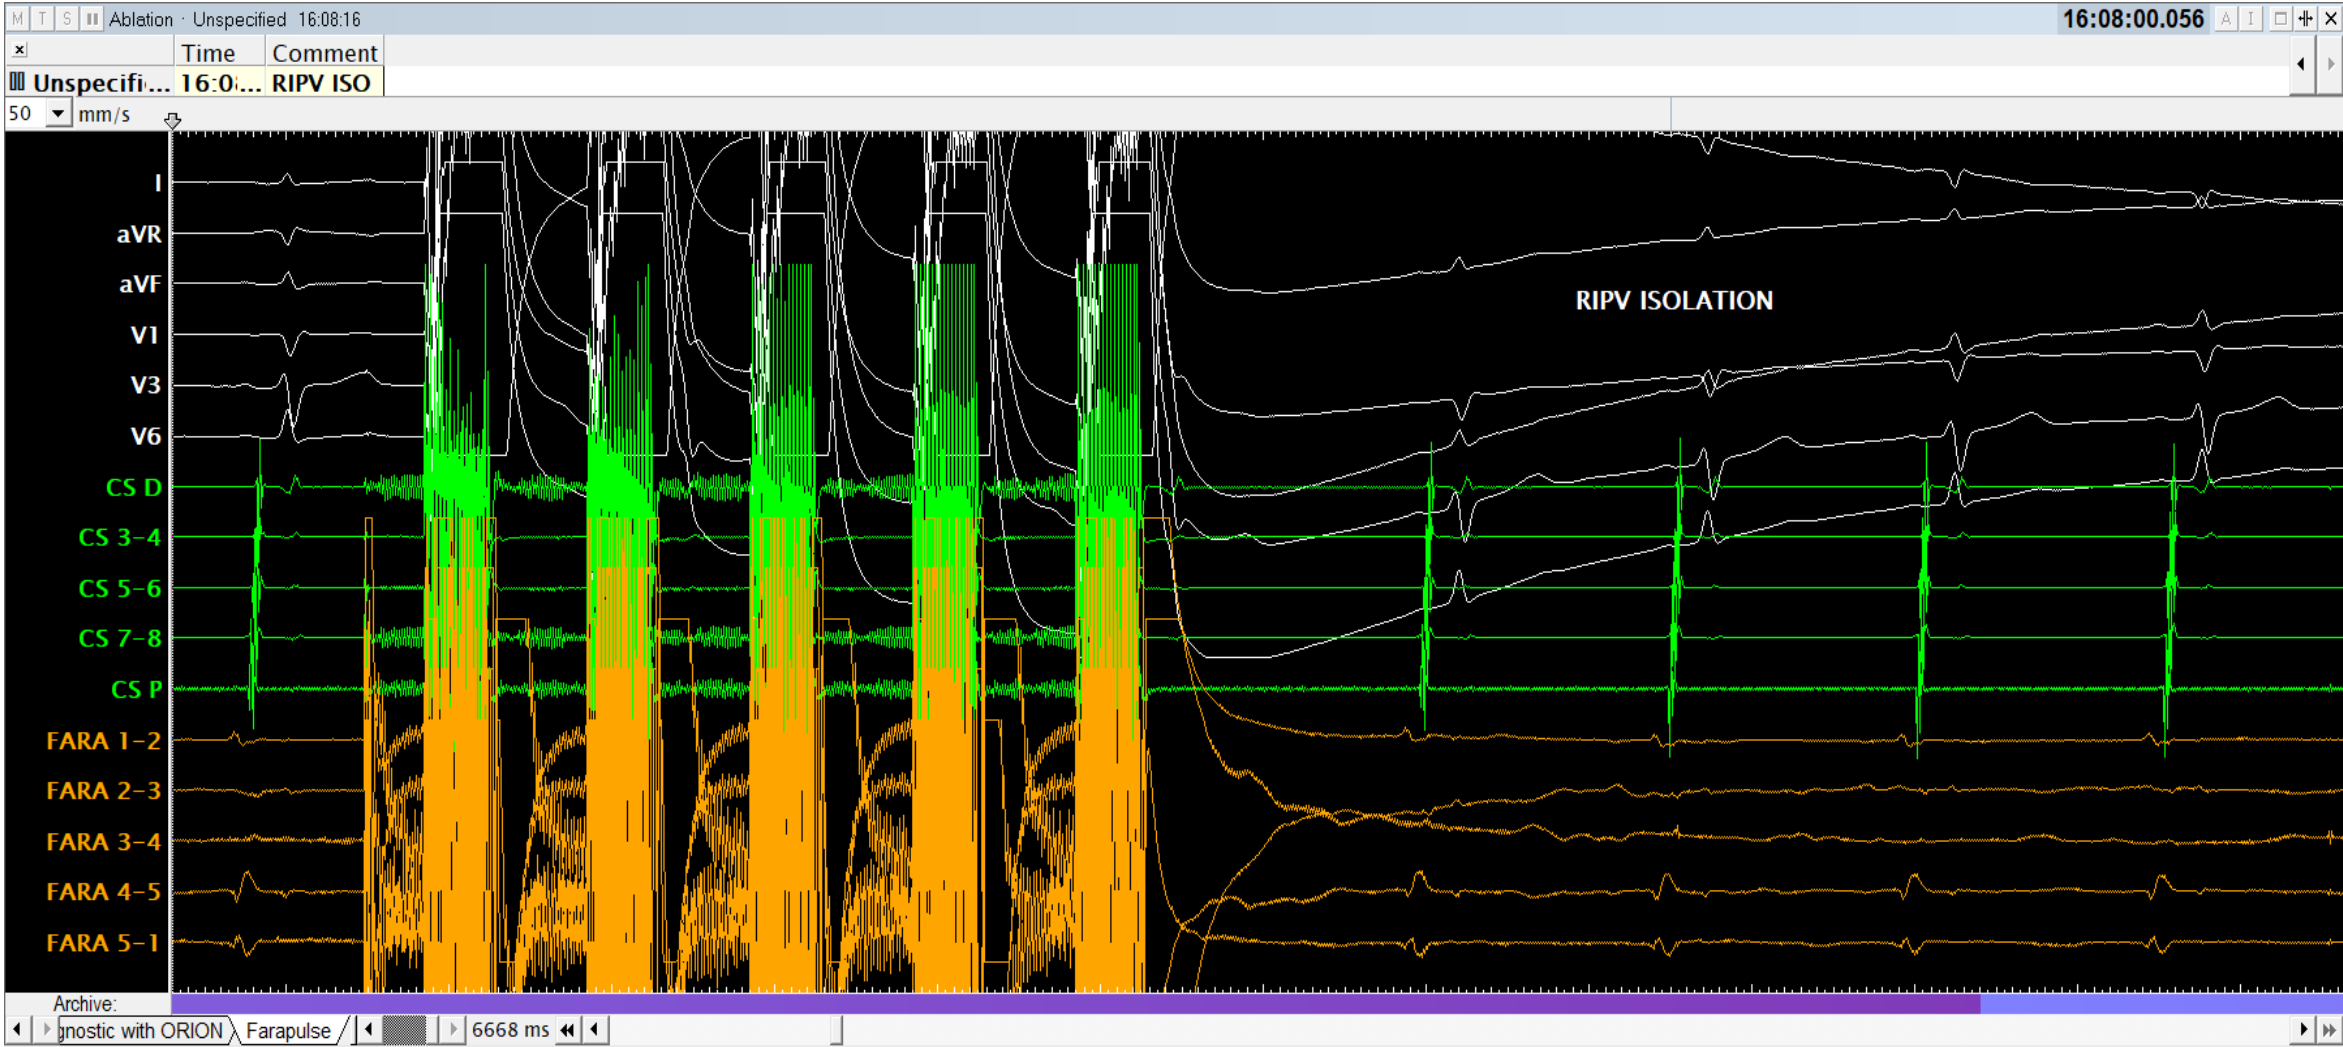 M T S Ablation · Unspecified 16:08:16 16:08:00.056 A I
Time Comment
Unspecifi... 16:0... RIPV ISO
50 mm/s
I
aVR
aVF
RIPV ISOLATION
V1
V3
V6
CS D
CS 3-4
CS 5-6
CS 7-8
CS P
FARA 1-2
FARA 2-3
FARA 3-4
FARA 4-5
FARA 5-1
Archive:
gnostic with ORION Farapulse 6668 ms